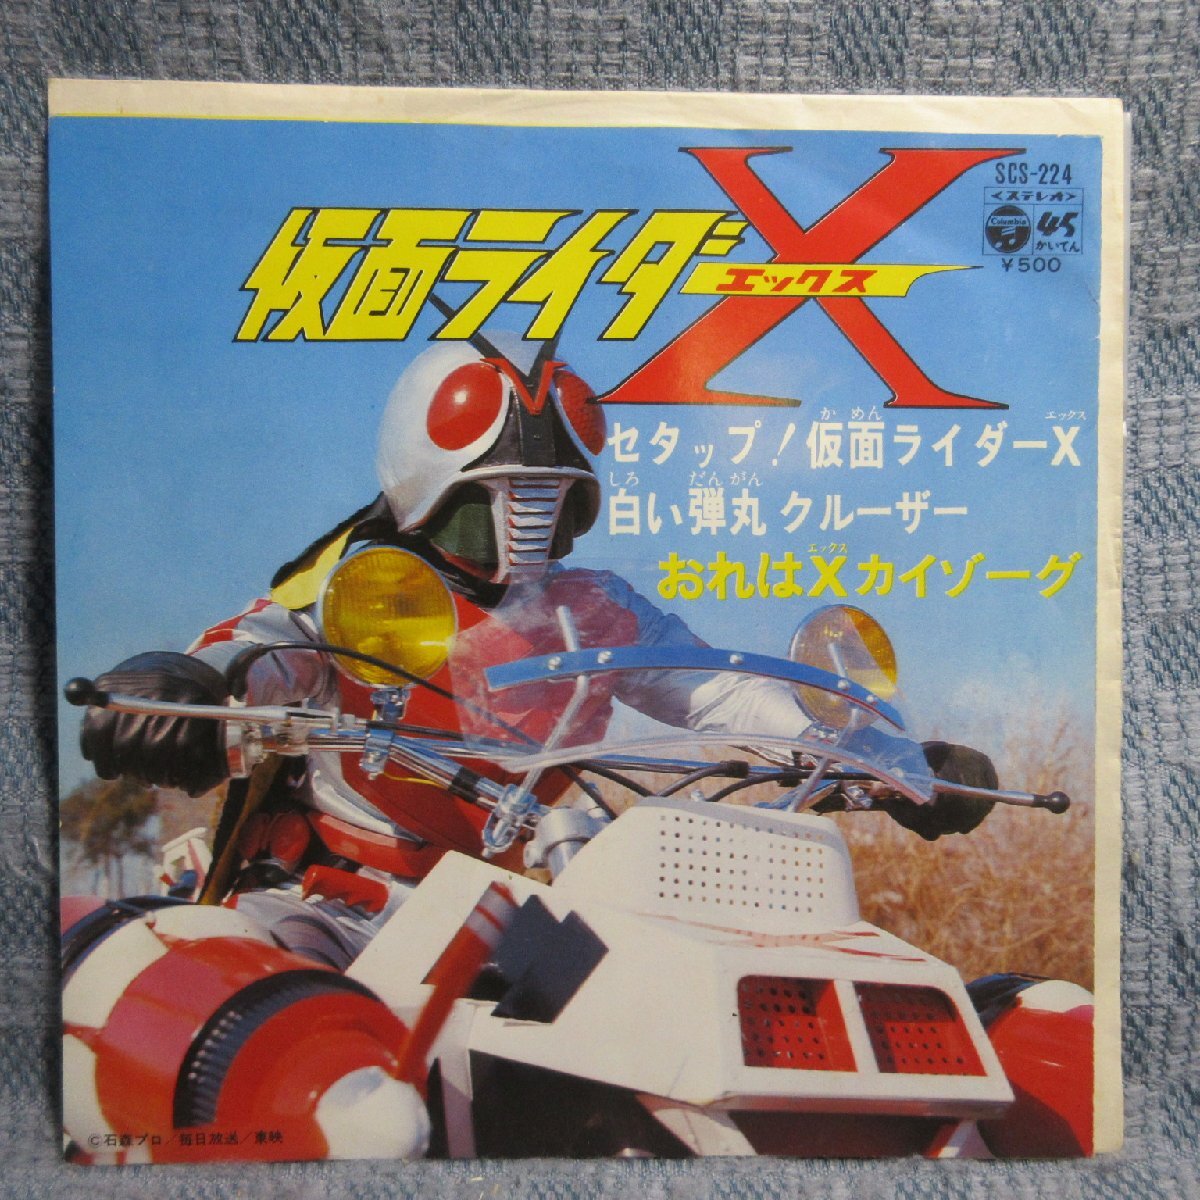 仮面ライダーX
エックス
SCS-224
<ステレオ>
Columbia
45
かいてん
¥500
かめん エックス
セタップ!仮面ライダーX
しろ だんがん
白い弾丸 クルーザー
エックス
おれはXカイゾーグ
©石森プロ/毎日放送/東映